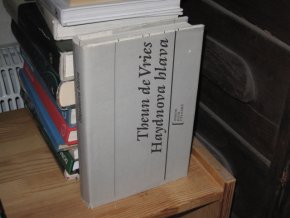 Theun de Vries
Haydnova hlava